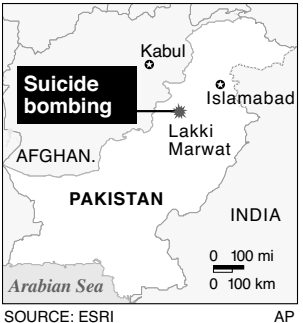 Kabul
Suicide
bombing
Islamabad
Lakki
Marwat
AFGHAN.
PAKISTAN
INDIA
0 100 mi
0 100 km
Arabian Sea
SOURCE: ESRI
AP